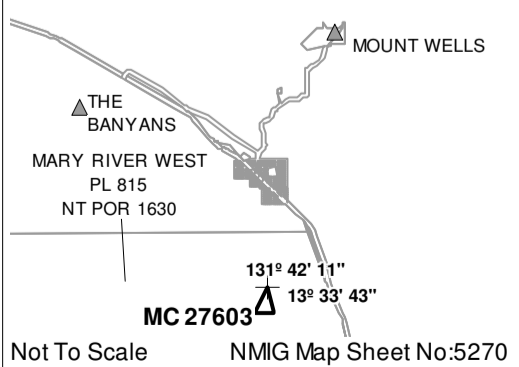 MOUNT WELLS
THE
BANYANS
MARY RIVER WEST
PL 815
NT POR 1630
131º 42' 11"
13º 33' 43"
MC 27603
Not To Scale
NMIG Map Sheet No:5270